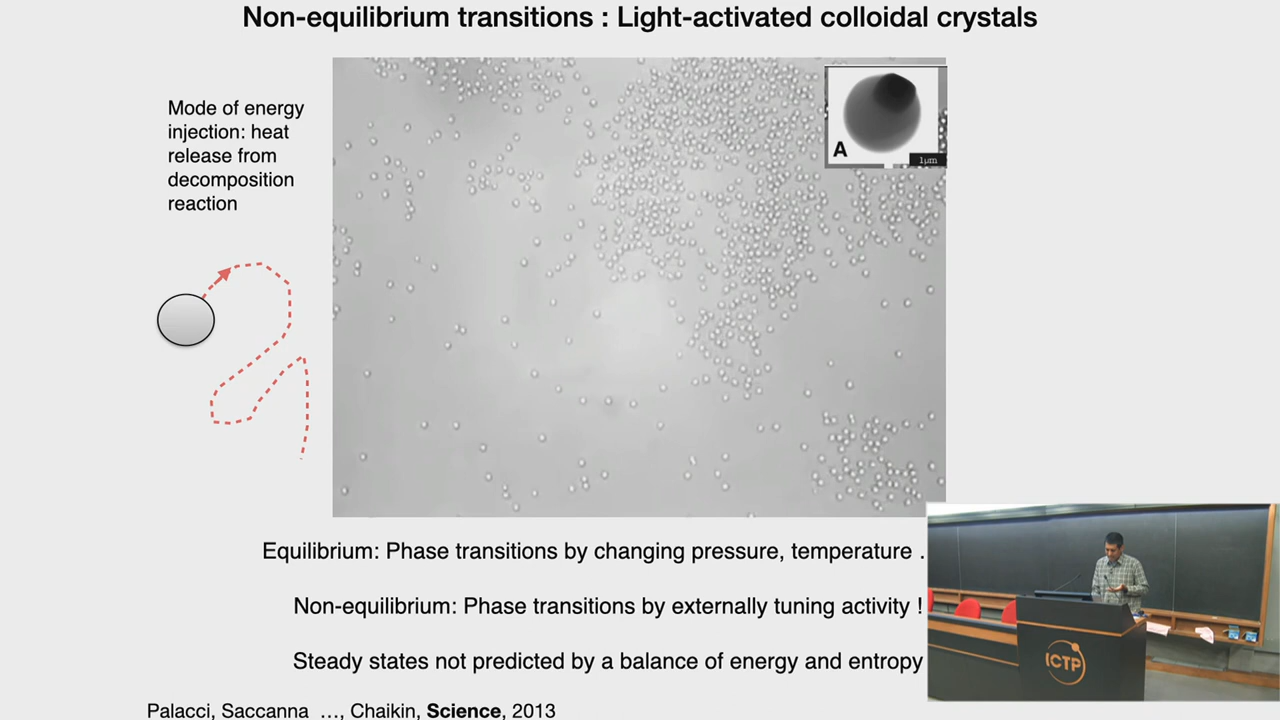 Non-equilibrium transitions : Light-activated colloidal crystals
Mode of energy
injection: heat
release from
decomposition
reaction
A
1μm
Equilibrium: Phase transitions by changing pressure, temperature .
Non-equilibrium: Phase transitions by externally tuning activity !
Steady states not predicted by a balance of energy and entropy
Palacci, Saccanna …, Chaikin, Science, 2013
ICTP